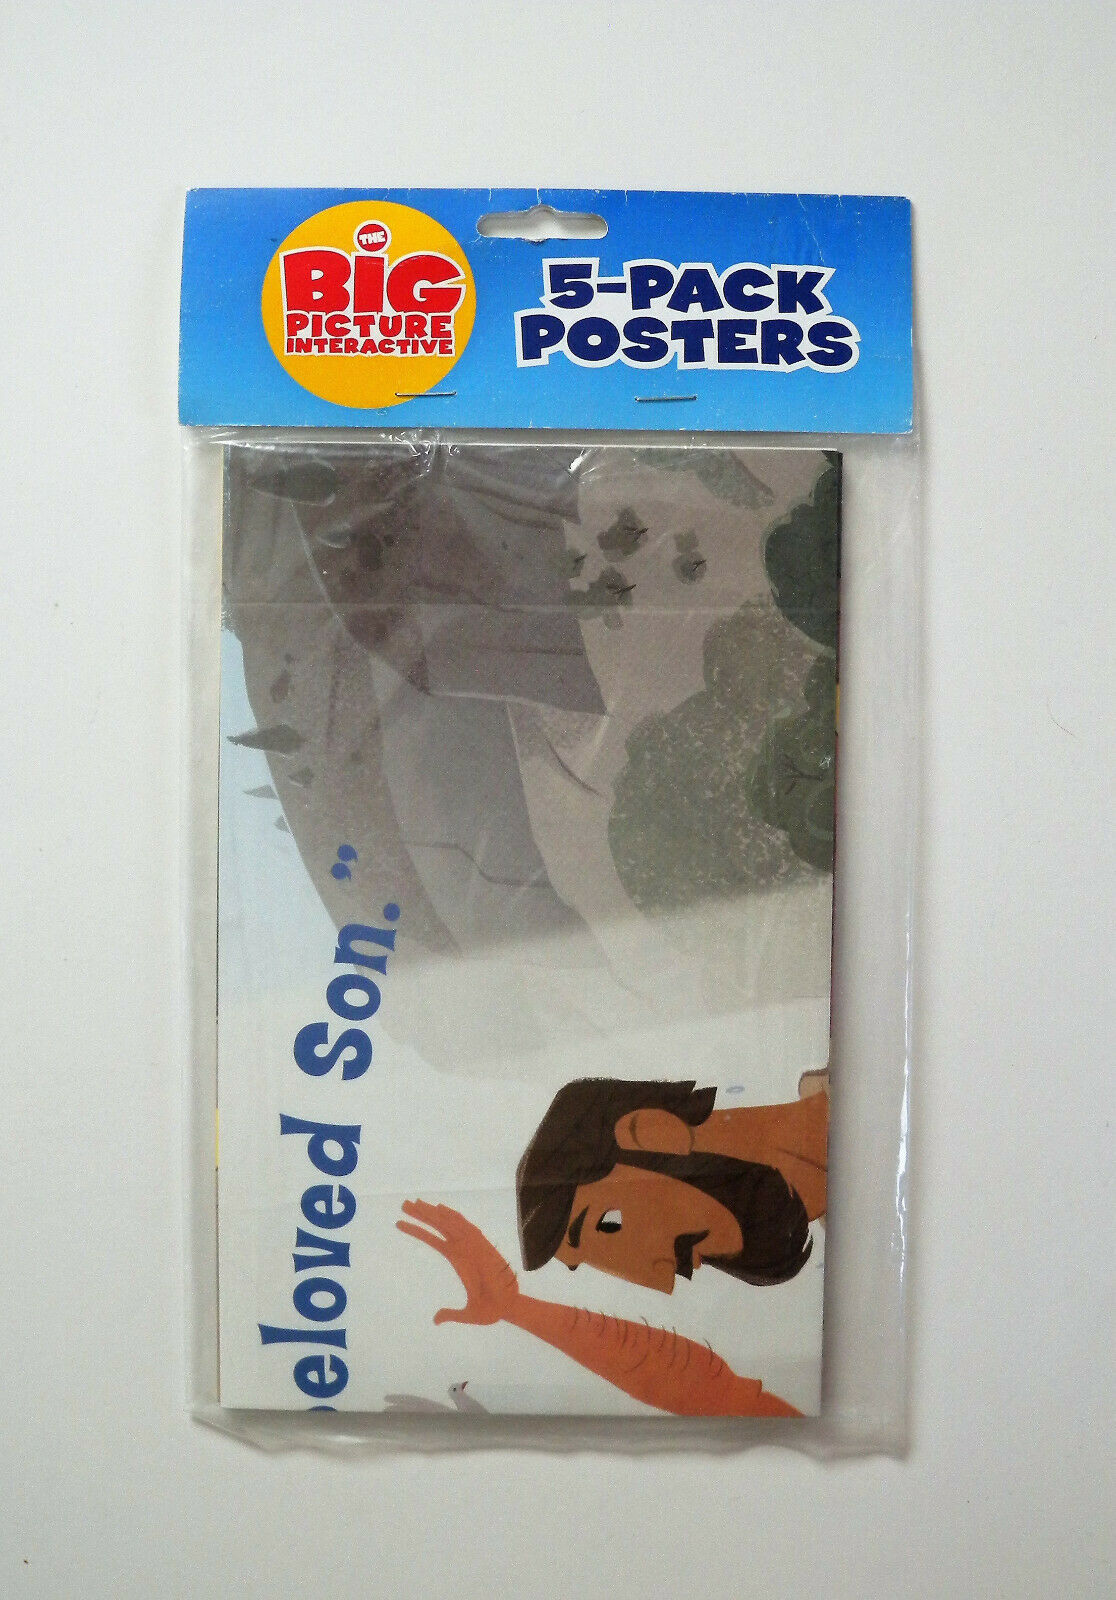 THE
BIG
PICTURE
INTERACTIVE
5-PACK
POSTERS
eloved Son.”